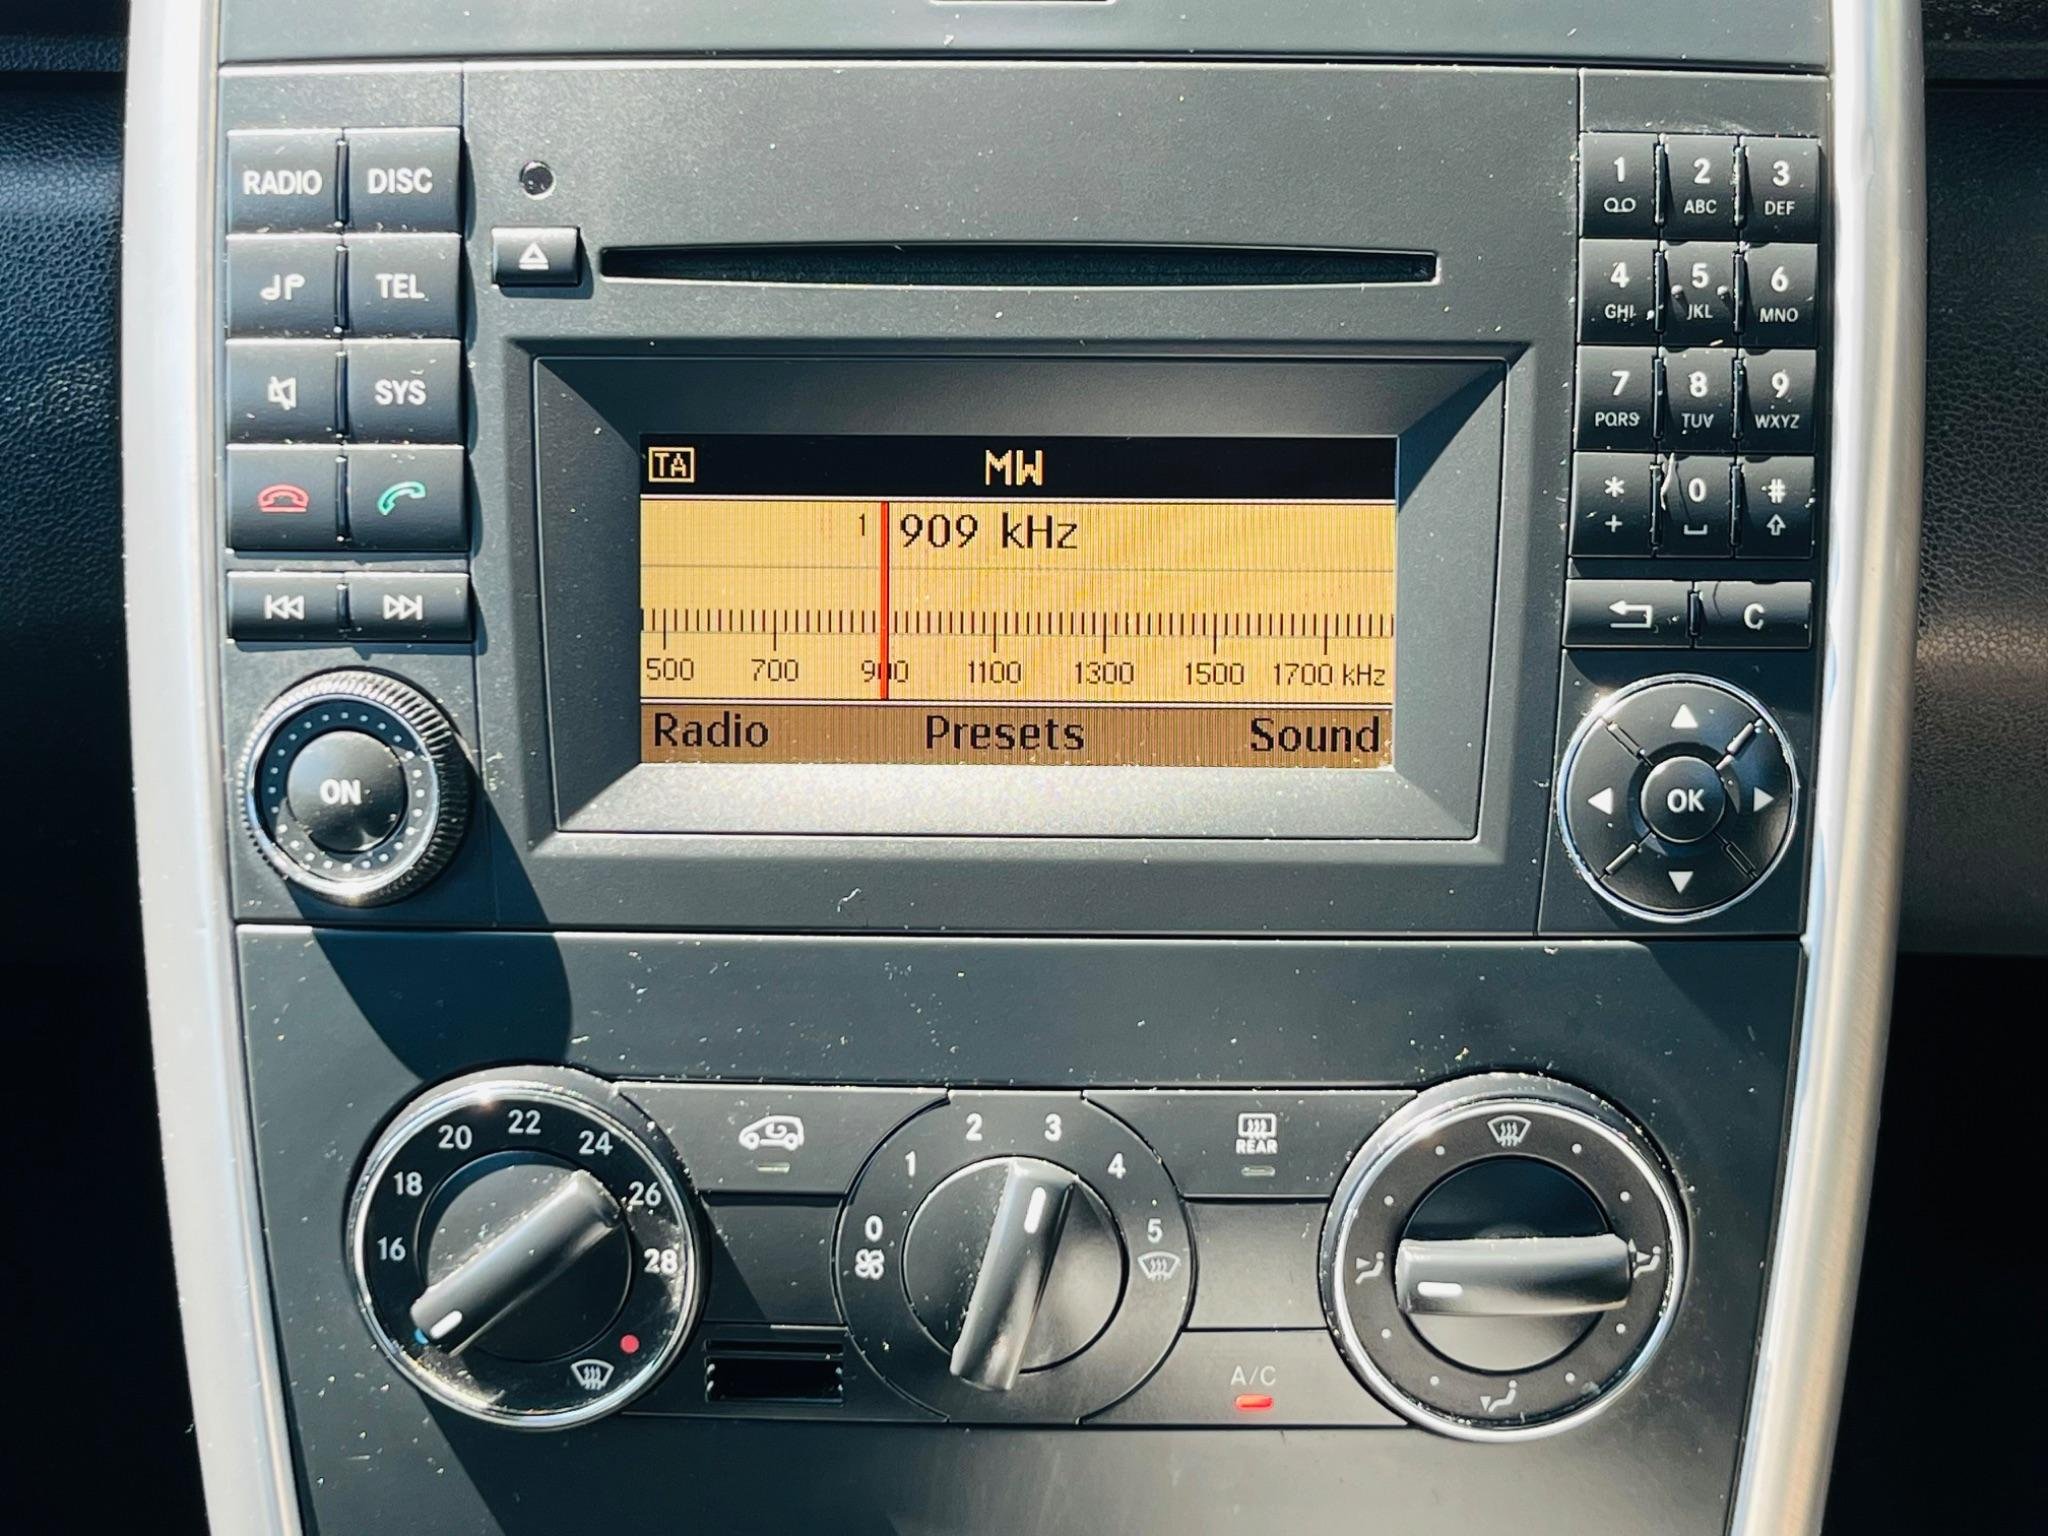 RADIO DISC
TEL
SYS
ON
1
2 ABC
3 DEF
4 GHI
5 JKL
6 MNO
7 PQRS
8 TUV
9 WXYZ
*
+
0
#
C
OK
TA MW
1 909 kHz
500 700 900 1100 1300 1500 1700 kHz
Radio Presets Sound
16 18 20 22 24 26 28
0 1 2 3 4 5
REAR
A/C